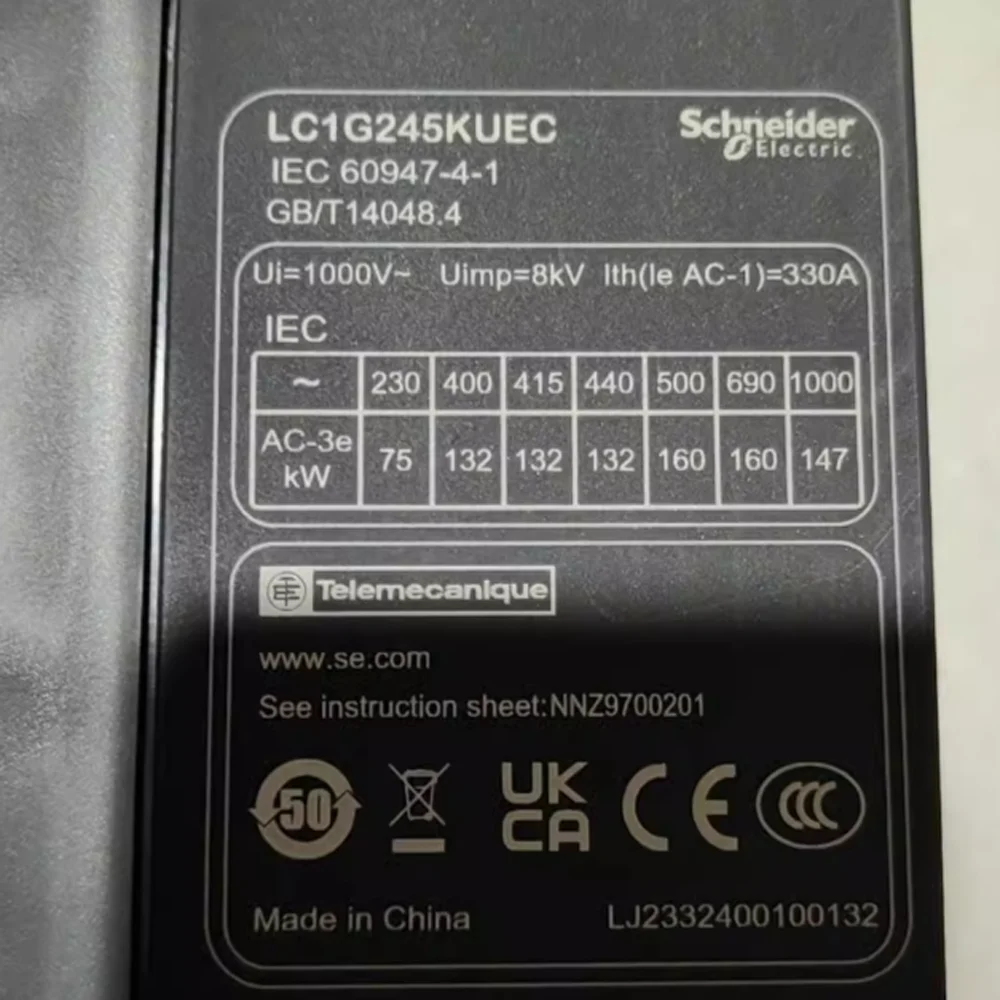 LC1G245KUEC
Schneider
Electric
IEC 60947-4-1
GB/T14048.4
Ui=1000V~ Uimp=8kV Ith(Ie AC-1)=330A
IEC
~ 230 400 415 440 500 690 1000
AC-3e kW 75 132 132 132 160 160 147
Telemecanique
www.se.com
See instruction sheet:NNZ9700201
50 UK CA CE CCC
Made in China LJ2332400100132